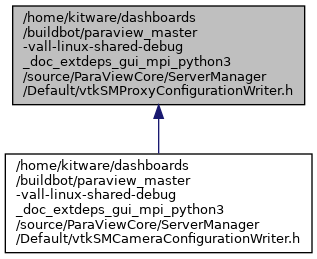 /home/kitware/dashboards
/buildbot/paraview_master
-vall-linux-shared-debug
_doc_extdeps_gui_mpi_python3
/source/ParaViewCore/ServerManager
/Default/vtkSMProxyConfigurationWriter.h
/home/kitware/dashboards
/buildbot/paraview_master
-vall-linux-shared-debug
_doc_extdeps_gui_mpi_python3
/source/ParaViewCore/ServerManager
/Default/vtkSMCameraConfigurationWriter.h